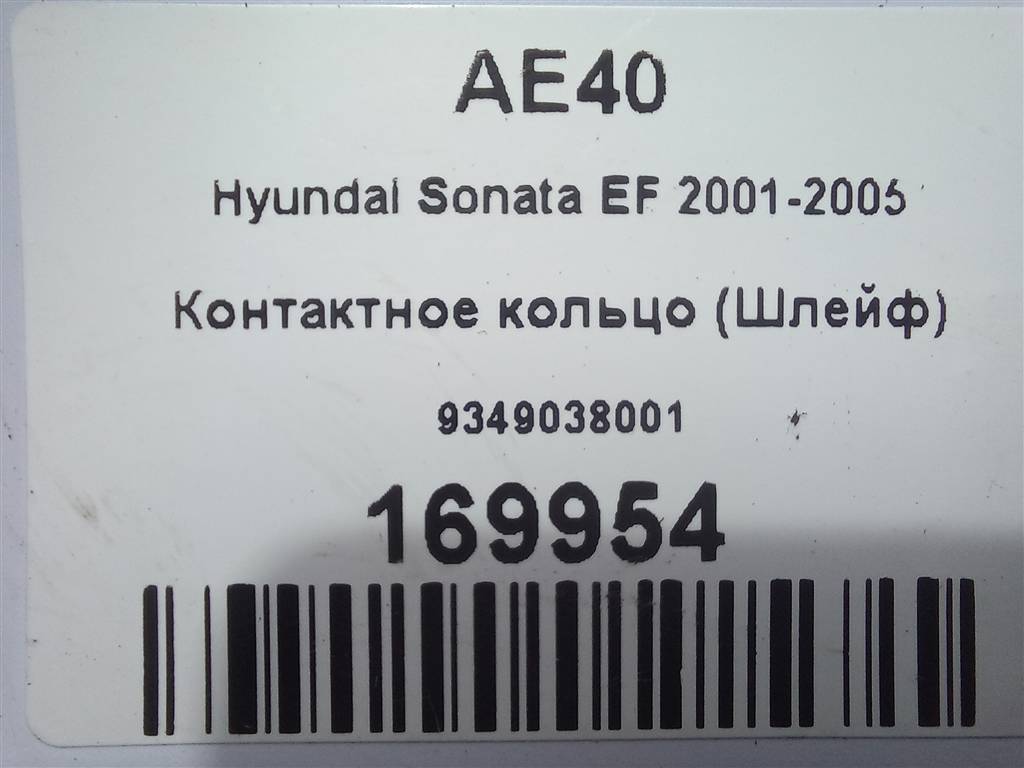 AE40
Hyundai Sonata EF 2001-2005
Контактное кольцо (Шлейф)
9349038001
169954